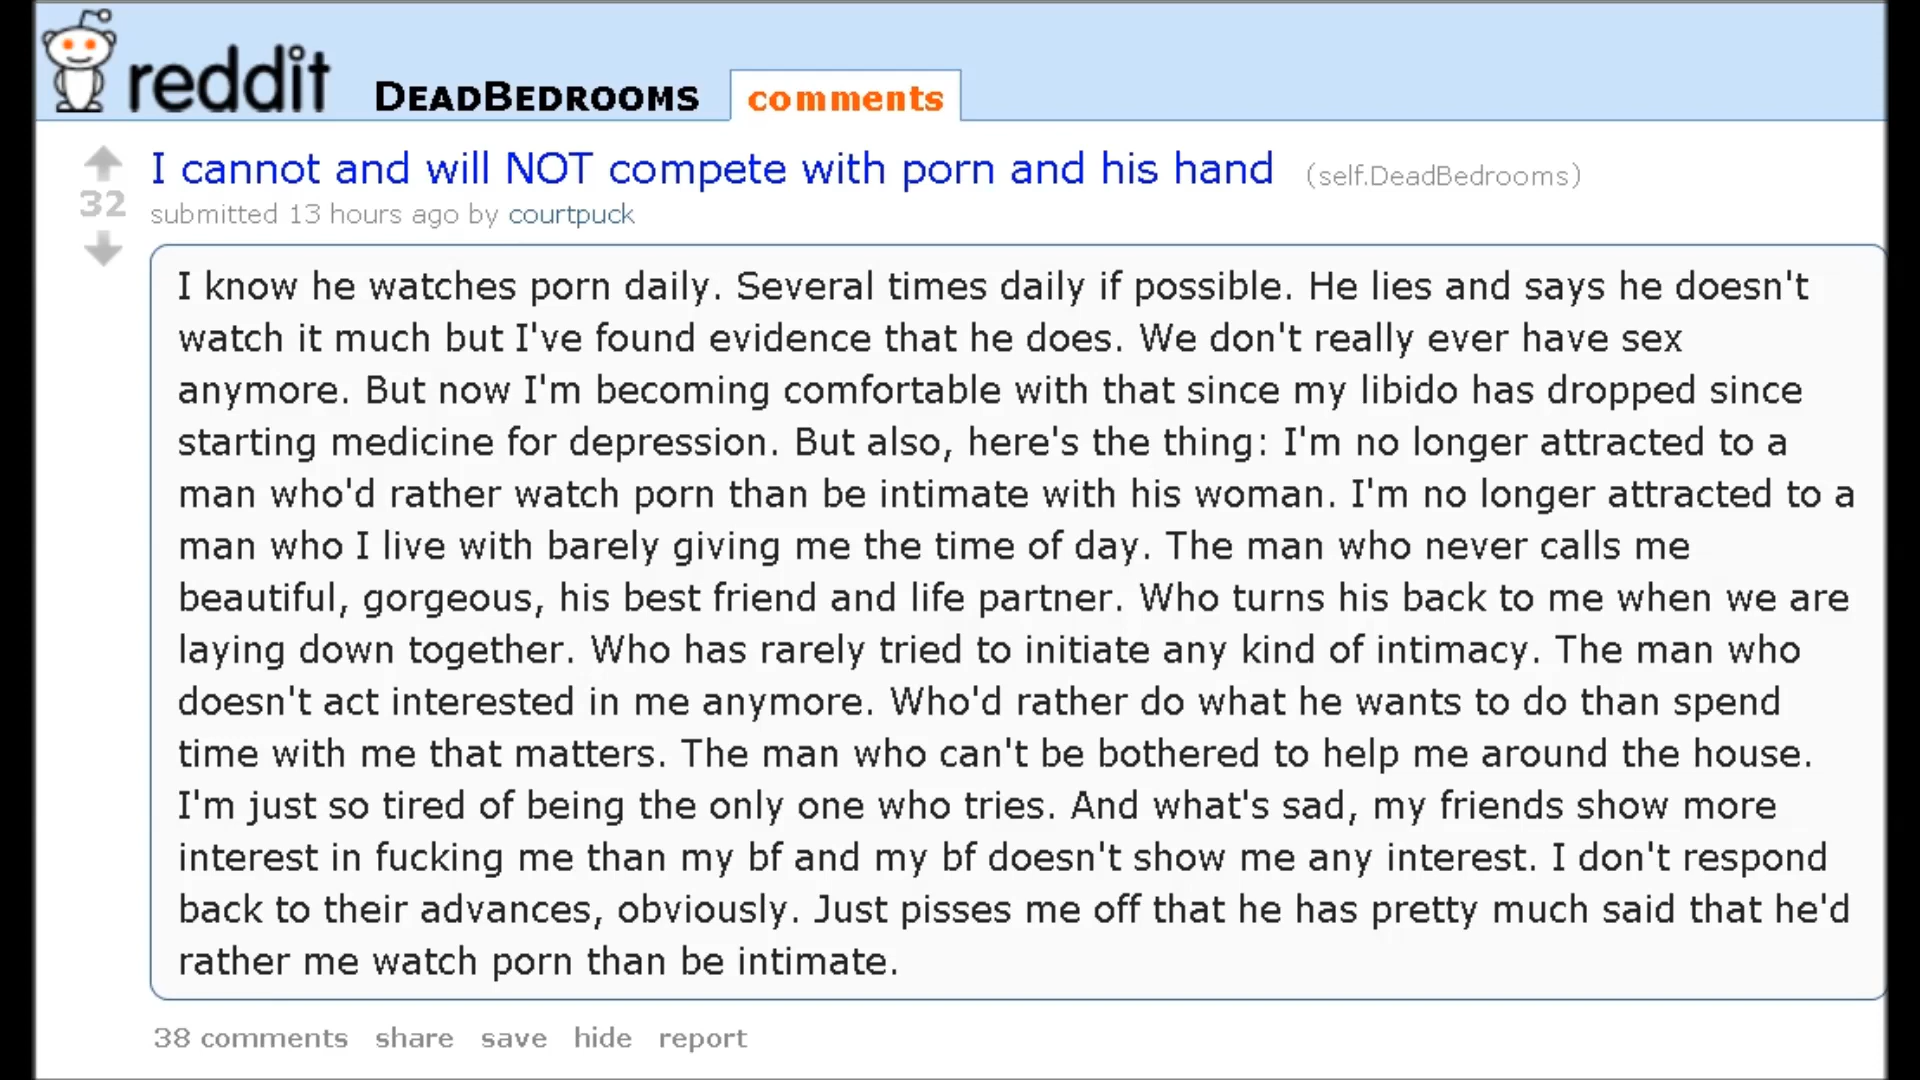 reddit DEADBEDROOMS comments
I cannot and will NOT compete with porn and his hand (self.DeadBedrooms)
32
submitted 13 hours ago by courtpuck
I know he watches porn daily. Several times daily if possible. He lies and says he doesn't
watch it much but I've found evidence that he does. We don't really ever have sex
anymore. But now I'm becoming comfortable with that since my libido has dropped since
starting medicine for depression. But also, here's the thing: I'm no longer attracted to a
man who'd rather watch porn than be intimate with his woman. I'm no longer attracted to a
man who I live with barely giving me the time of day. The man who never calls me
beautiful, gorgeous, his best friend and life partner. Who turns his back to me when we are
laying down together. Who has rarely tried to initiate any kind of intimacy. The man who
doesn't act interested in me anymore. Who'd rather do what he wants to do than spend
time with me that matters. The man who can't be bothered to help me around the house.
I'm just so tired of being the only one who tries. And what's sad, my friends show more
interest in fucking me than my bf and my bf doesn't show me any interest. I don't respond
back to their advances, obviously. Just pisses me off that he has pretty much said that he'd
rather me watch porn than be intimate.
38 comments share save hide report